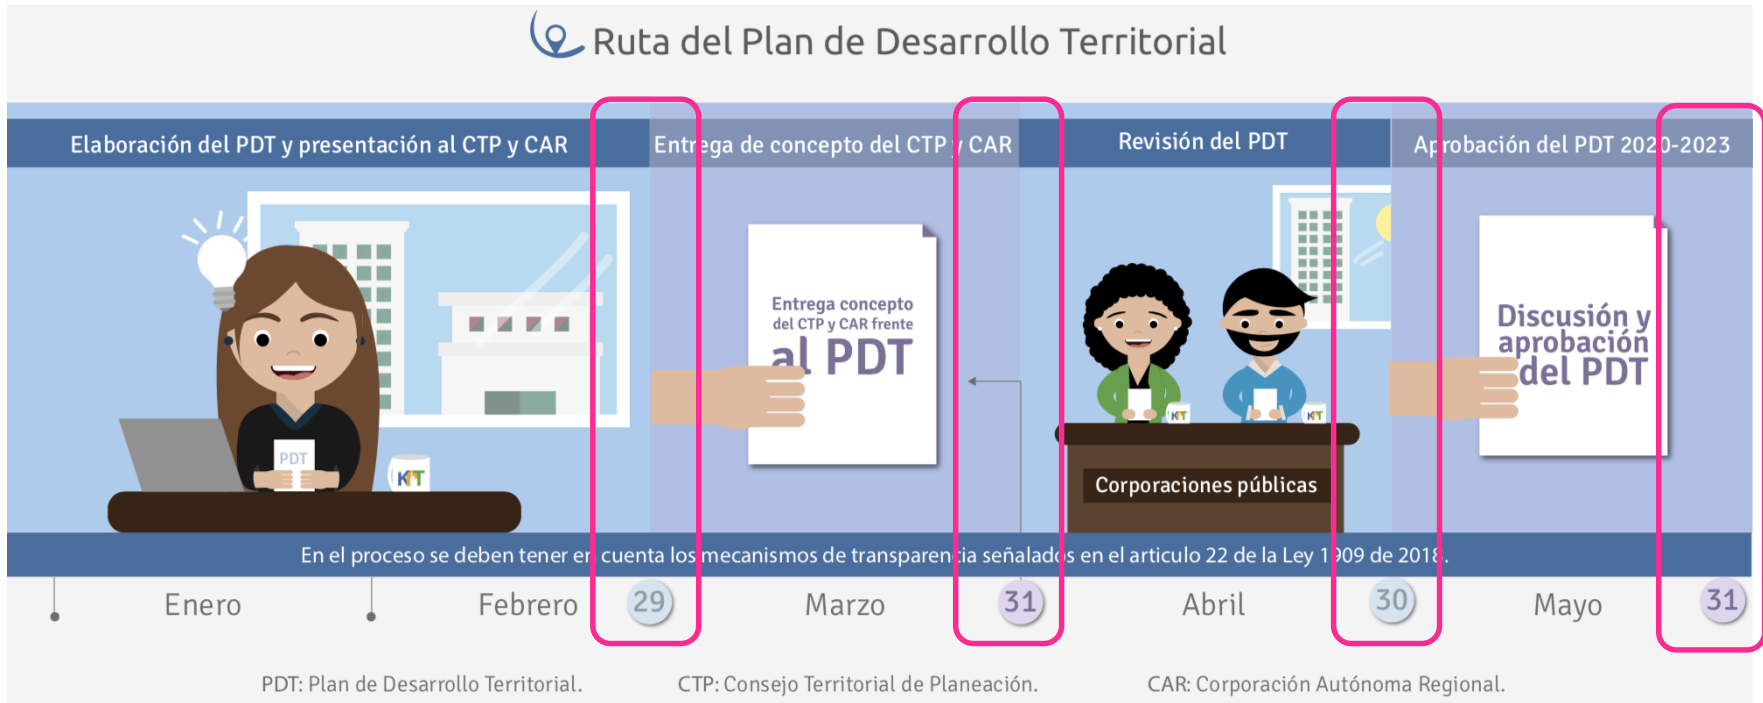 Ruta del Plan de Desarrollo Territorial
Elaboración del PDT y presentación al CTP y CAR
Entrega de concepto del CTP y CAR
Revisión del PDT
Aprobación del PDT 2020-2023
PDT
KIT
Entrega concepto
del CTP y CAR frente
al PDT
KIT
KIT
Corporaciones públicas
Discusión y
aprobación
del PDT
En el proceso se deben tener en cuenta los mecanismos de transparencia señalados en el articulo 22 de la Ley 1909 de 2018.
Enero
Febrero
29
Marzo
31
Abril
30
Mayo
31
PDT: Plan de Desarrollo Territorial.
CTP: Consejo Territorial de Planeación.
CAR: Corporación Autónoma Regional.